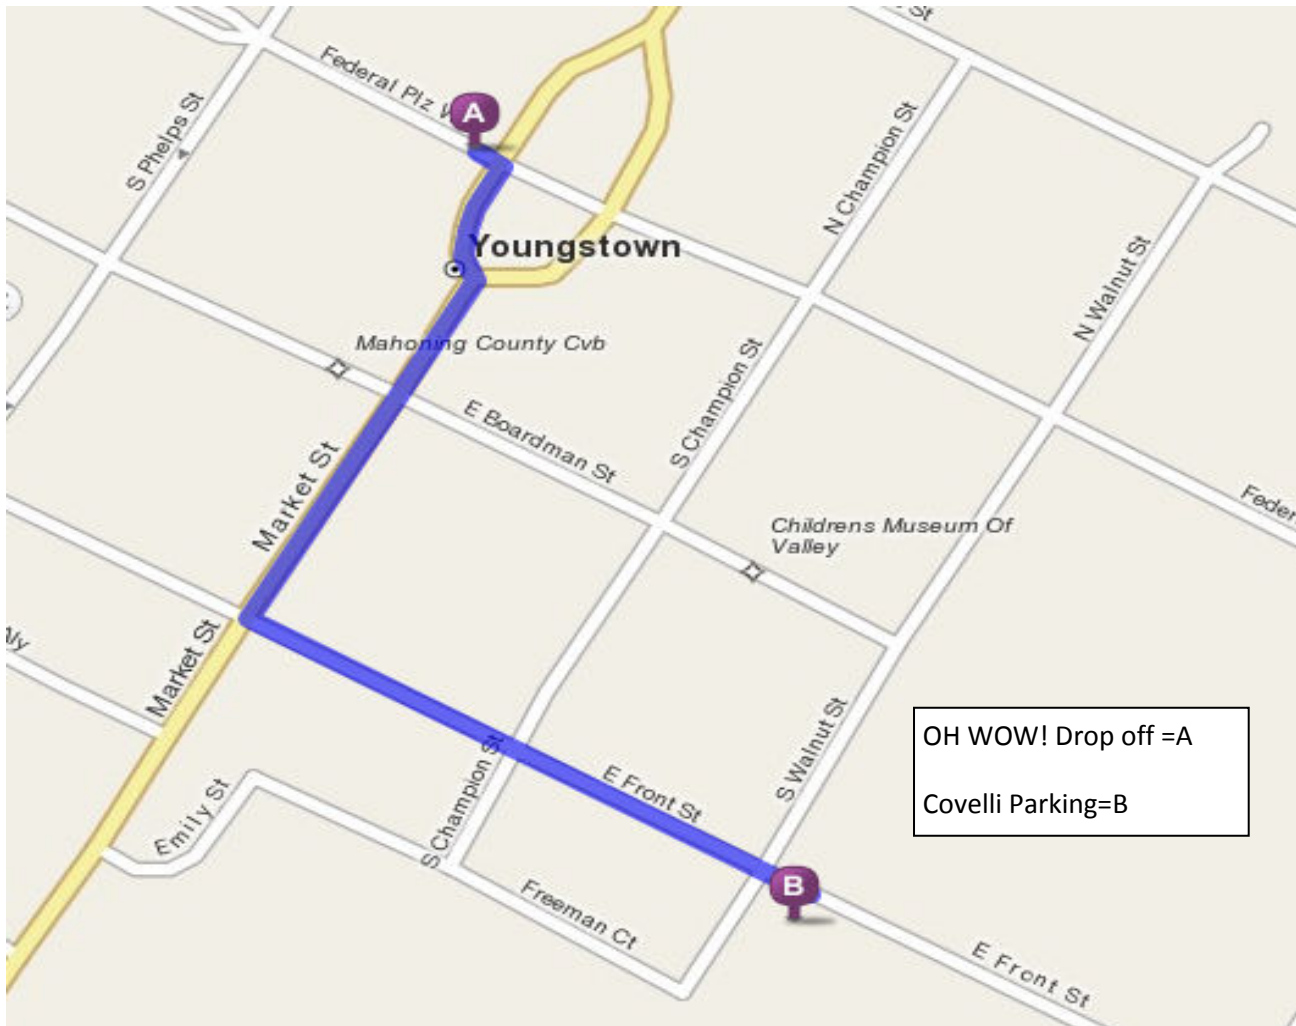 St
Federal Plz W
A
S Phelps St
N Champion St
N Walnut St
Youngstown
Mahoning County Cvb
S Champion St
E Boardman St
Market St
Childrens Museum Of
Valley
Market St
Aly
S Walnut St
OH WOW! Drop off =A
Covelli Parking=B
E Front St
S Champion St
Emily St
B
Freeman Ct
E Front St